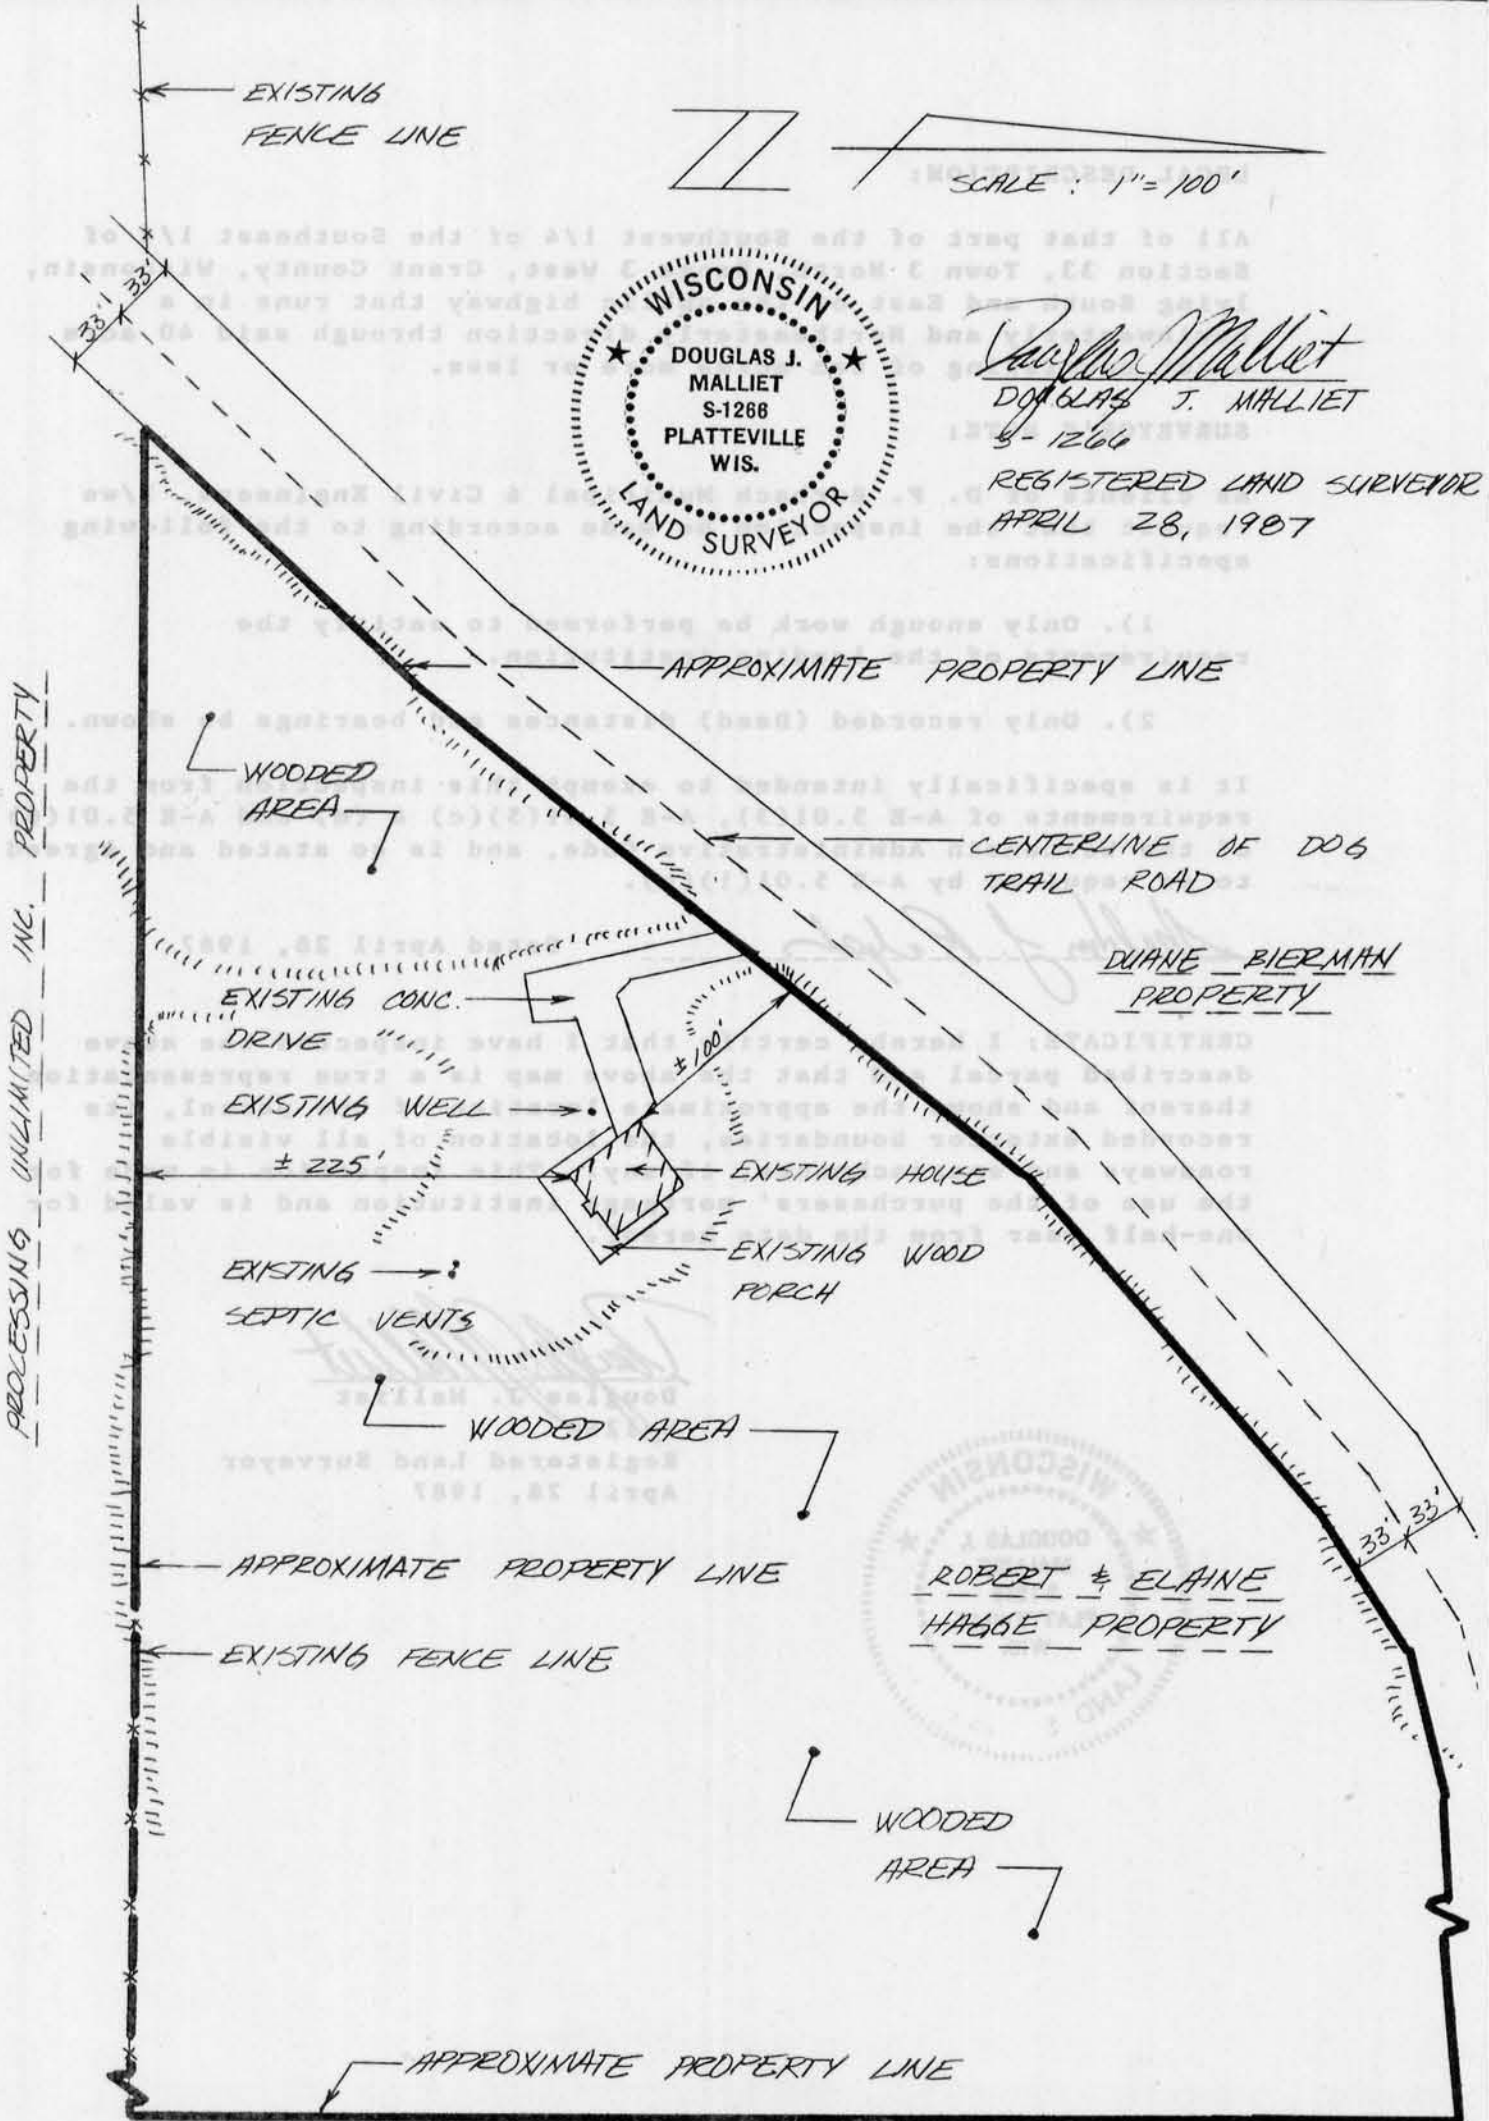 EXISTING
FENCE LINE
Z
SCALE : 1"= 100'
33'
33'
WISCONSIN
DOUGLAS J.
MALLIET
S-1266
PLATTEVILLE
WIS.
LAND SURVEYOR
Douglas J Malliet
DOUGLAS J. MALLIET
S-1266
REGISTERED LAND SURVEYOR
APRIL 28, 1987
APPROXIMATE PROPERTY LINE
WOODED
AREA
PROCESSING UNLIMITED INC. PROPERTY
CENTERLINE OF DOG
TRAIL ROAD
DUANE BIERMAN
PROPERTY
EXISTING CONC.
DRIVE
± 100'
EXISTING WELL
± 225'
EXISTING HOUSE
EXISTING WOOD
PORCH
EXISTING
SEPTIC VENTS
WOODED AREA
33'
33'
APPROXIMATE PROPERTY LINE
ROBERT & ELAINE
HAGGE PROPERTY
EXISTING FENCE LINE
WOODED
AREA
APPROXIMATE PROPERTY LINE